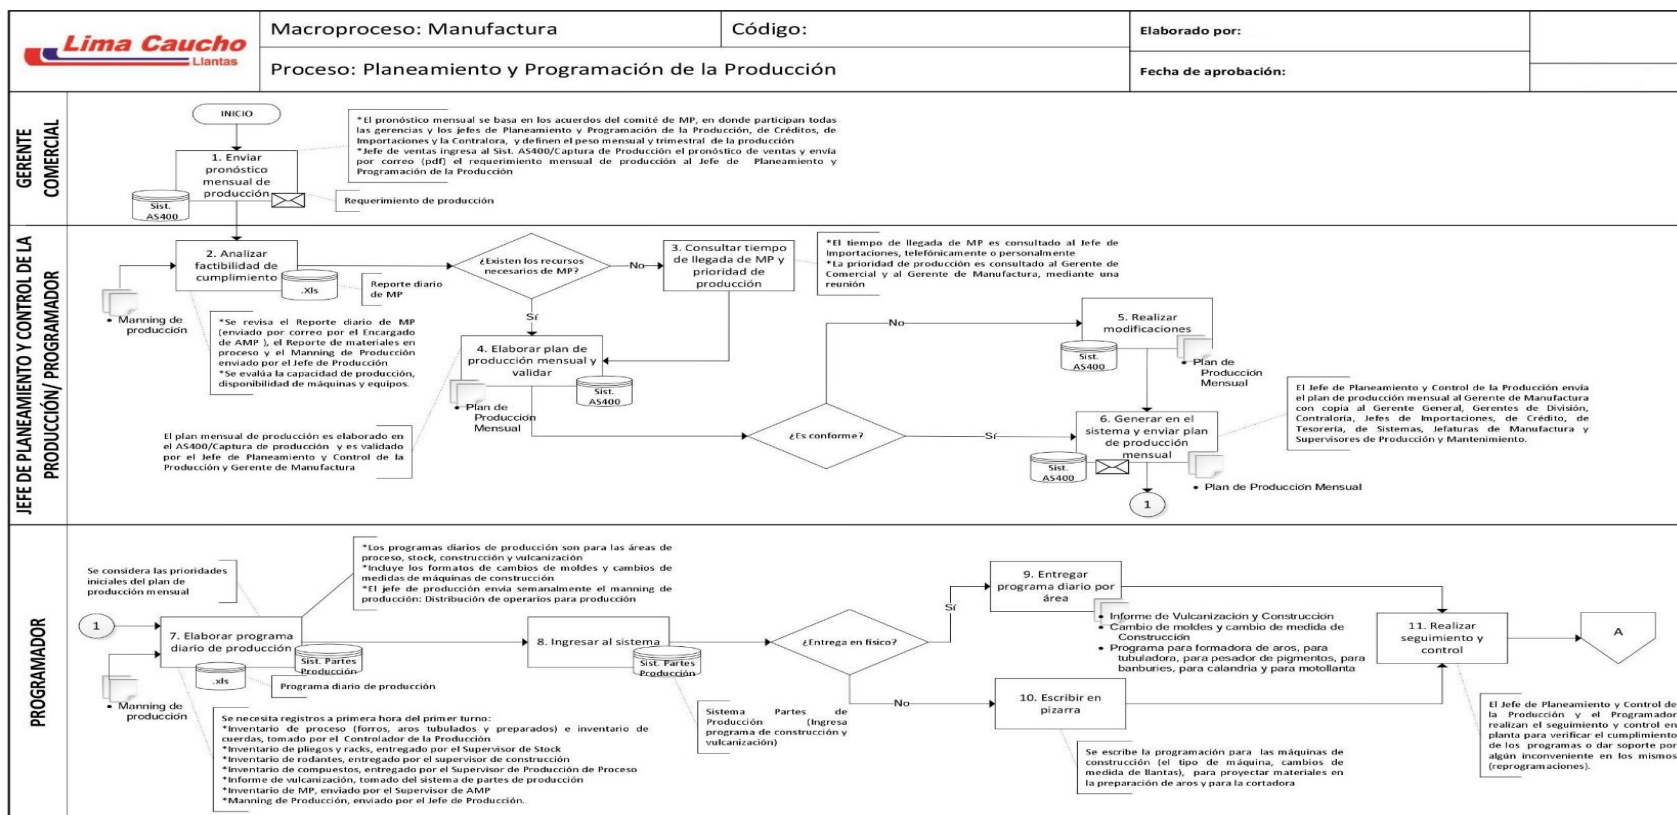 Lima Caucho
Llantas
Macroproceso: Manufactura
Código:
Elaborado por:
Proceso: Planeamiento y Programación de la Producción
Fecha de aprobación:
GERENTE
COMERCIAL
INICIO
1. Enviar
pronóstico
mensual de
producción
Sist.
AS400
*El pronóstico mensual se basa en los acuerdos del comité de MP, en donde participan todas
las gerencias y los jefes de Planeamiento y Programación de la Producción, de Créditos, de
Importaciones y la Contralora, y definen el peso mensual y trimestral de la producción
*Jefe de ventas ingresa al Sist. AS400/Captura de Producción el pronóstico de ventas y envía
por correo (pdf) el requerimiento mensual de producción al Jefe de Planeamiento y
Programación de la Producción
Requerimiento de producción
JEFE DE PLANEAMIENTO Y CONTROL DE LA
PRODUCCIÓN/ PROGRAMADOR
2. Analizar
factibilidad de
cumplimiento
.Xls
Reporte diario
de MP
• Manning de
producción
*Se revisa el Reporte diario de MP
(enviado por correo por el Encargado
de AMP ), el Reporte de materiales en
proceso y el Manning de Producción
enviado por el Jefe de Producción
*Se evalúa la capacidad de producción,
disponibilidad de máquinas y equipos.
¿Existen los recursos
necesarios de MP?
No
Sí
3. Consultar tiempo
de llegada de MP y
prioridad de
producción
*El tiempo de llegada de MP es consultado al Jefe de
Importaciones, telefónicamente o personalmente
*La prioridad de producción es consultado al Gerente de
Comercial y al Gerente de Manufactura, mediante una
reunión
4. Elaborar plan de
producción mensual y
validar
Sist.
AS400
• Plan de
Producción
Mensual
El plan mensual de producción es elaborado en
el AS400/Captura de producción y es validado
por el Jefe de Planeamiento y Control de la
Producción y Gerente de Manufactura
¿Es conforme?
No
Sí
5. Realizar
modificaciones
Sist.
AS400
• Plan de
Producción
Mensual
6. Generar en el
sistema y enviar plan
de producción
mensual
Sist.
AS400
• Plan de Producción Mensual
El Jefe de Planeamiento y Control de la Producción envía
el plan de producción mensual al Gerente de Manufactura
con copia al Gerente General, Gerentes de División,
Contraloría, Jefes de Importaciones, de Crédito, de
Tesorería, de Sistemas, Jefaturas de Manufactura y
Supervisores de Producción y Mantenimiento.
1
PROGRAMADOR
Se considera las prioridades
iniciales del plan de
producción mensual
1
7. Elaborar programa
diario de producción
Sist. Partes
Producción
.xls
Programa diario de producción
• Manning de
producción
*Los programas diarios de producción son para las áreas de
proceso, stock, construcción y vulcanización
*Incluye los formatos de cambios de moldes y cambios de
medidas de máquinas de construcción
*El jefe de producción envía semanalmente el manning de
producción: Distribución de operarios para producción
Se necesita registros a primera hora del primer turno:
*Inventario de proceso (forros, aros tubulados y preparados) e inventario de
cuerdas, tomado por el Controlador de la Producción
*Inventario de pliegos y racks, entregado por el Supervisor de Stock
*Inventario de rodantes, entregado por el supervisor de construcción
*Inventario de compuestos, entregado por el Supervisor de Producción de Proceso
*Informe de vulcanización, tomado del sistema de partes de producción
*Inventario de MP, enviado por el Supervisor de AMP
*Manning de Producción, enviado por el Jefe de Producción.
8. Ingresar al sistema
Sist. Partes
Producción
Sistema Partes de
Producción (Ingresa
programa de construcción y
vulcanización)
¿Entrega en físico?
Sí
No
9. Entregar
programa diario por
área
• Informe de Vulcanización y Construcción
• Cambio de moldes y cambio de medida de
Construcción
• Programa para formadora de aros, para
tubuladora, para pesador de pigmentos, para
banburies, para calandria y para motollanta
10. Escribir en
pizarra
Se escribe la programación para las máquinas de
construcción (el tipo de máquina, cambios de
medida de llantas), para proyectar materiales en
la preparación de aros y para la cortadora
11. Realizar
seguimiento y
control
A
El Jefe de Planeamiento y Control de
la Producción y el Programador
realizan el seguimiento y control en
planta para verificar el cumplimiento
de los programas o dar soporte por
algún inconveniente en los mismos
(reprogramaciones).